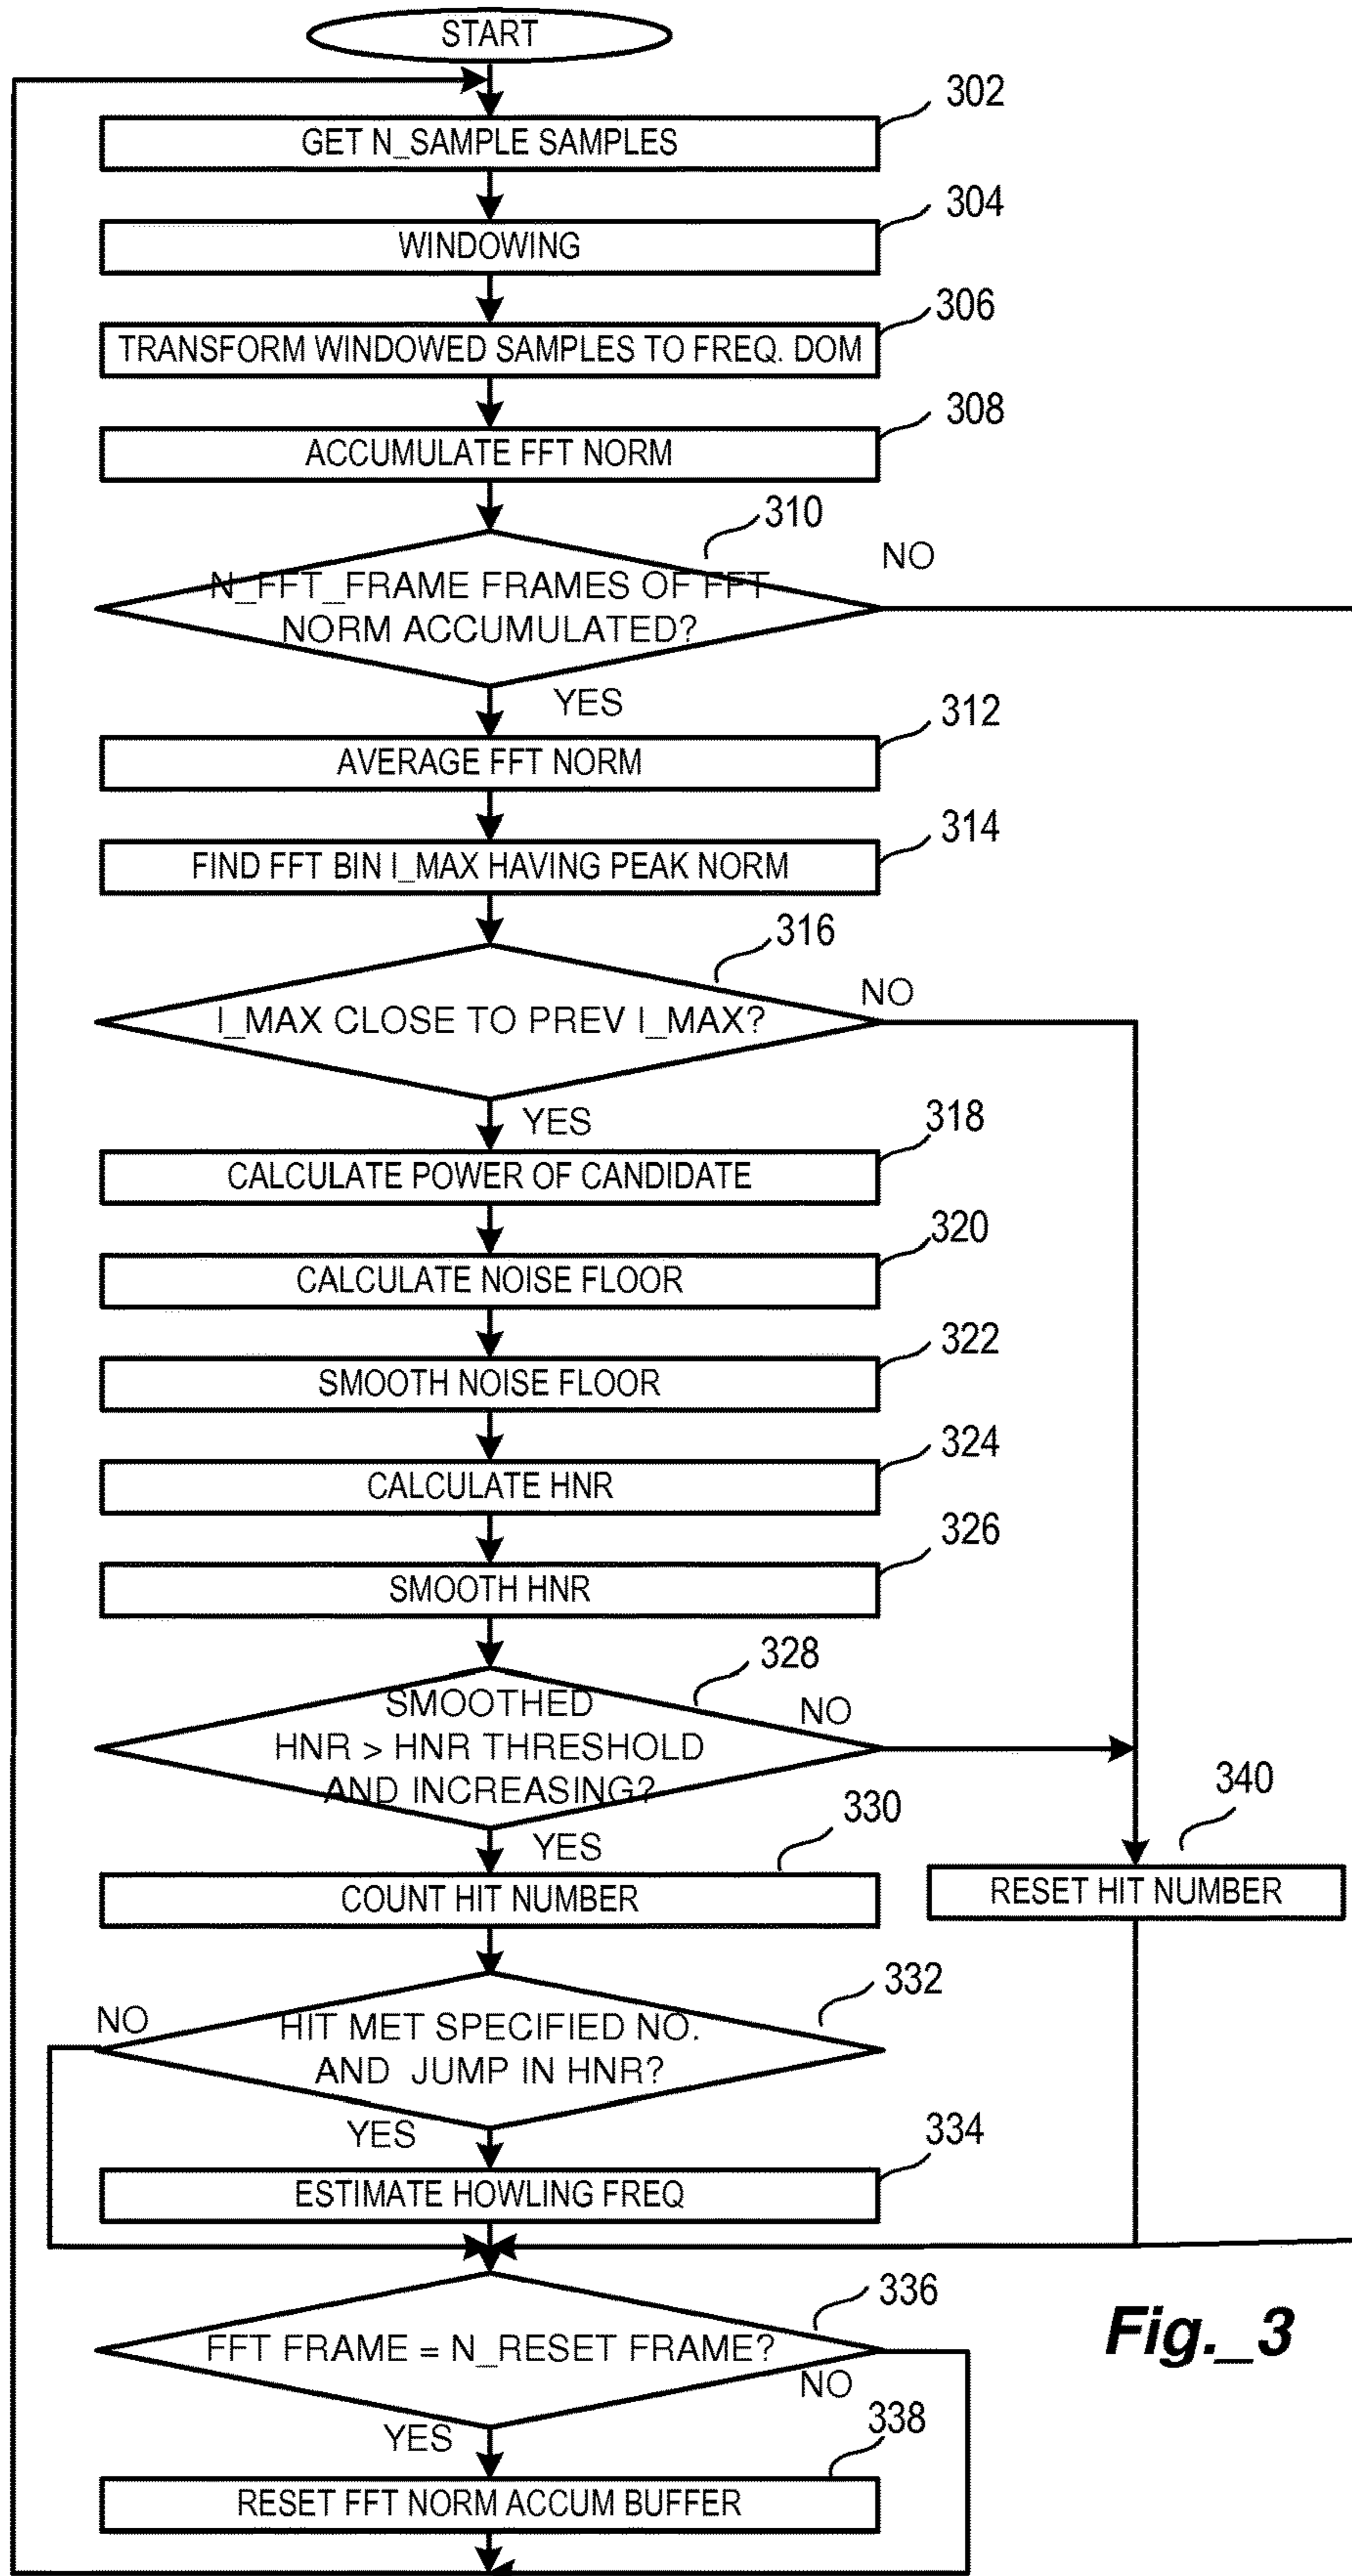 START
302
GET N_SAMPLE SAMPLES
304
WINDOWING
306
TRANSFORM WINDOWED SAMPLES TO FREQ. DOM
308
ACCUMULATE FFT NORM
310
NO
N_FFT_FRAME FRAMES OF FFT
NORM ACCUMULATED?
YES
312
AVERAGE FFT NORM
314
FIND FFT BIN I_MAX HAVING PEAK NORM
316
NO
I_MAX CLOSE TO PREV I_MAX?
YES
318
CALCULATE POWER OF CANDIDATE
320
CALCULATE NOISE FLOOR
322
SMOOTH NOISE FLOOR
324
CALCULATE HNR
326
SMOOTH HNR
328
NO
SMOOTHED
HNR > HNR THRESHOLD
AND INCREASING?
YES
330
COUNT HIT NUMBER
340
RESET HIT NUMBER
332
NO
HIT MET SPECIFIED NO.
AND JUMP IN HNR?
YES
334
ESTIMATE HOWLING FREQ
336
FFT FRAME = N_RESET FRAME?
NO
YES
338
RESET FFT NORM ACCUM BUFFER
Fig._3